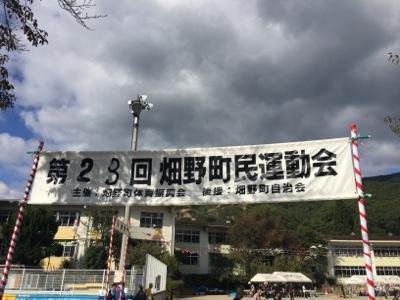 第23回 畑野町民運動会
主催：畑野町体育振興会 後援：畑野町自治会